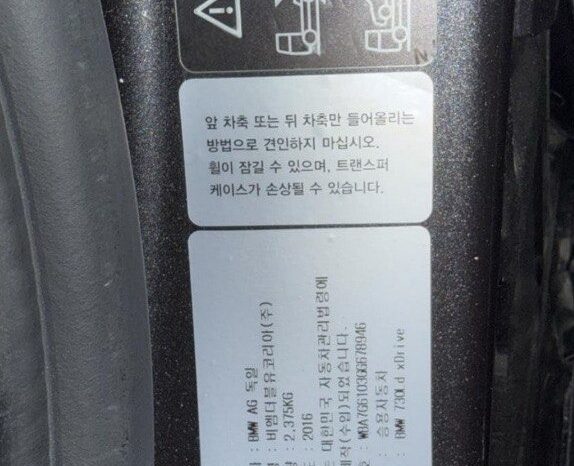 N
앞 차축 또는 뒤 차축만 들어올리는
방법으로 견인하지 마십시오.
휠이 잠길 수 있으며, 트랜스퍼
케이스가 손상될 수 있습니다.
: BMW AG 독일
: 비엠더블유코리아(주)
: 2,375KG
: 2016
대한민국 자동차관리법령에
제작(수입)되었습니다.
: WBA7G6103GG678946
: 승용자동차
: BMW 730Ld xDrive